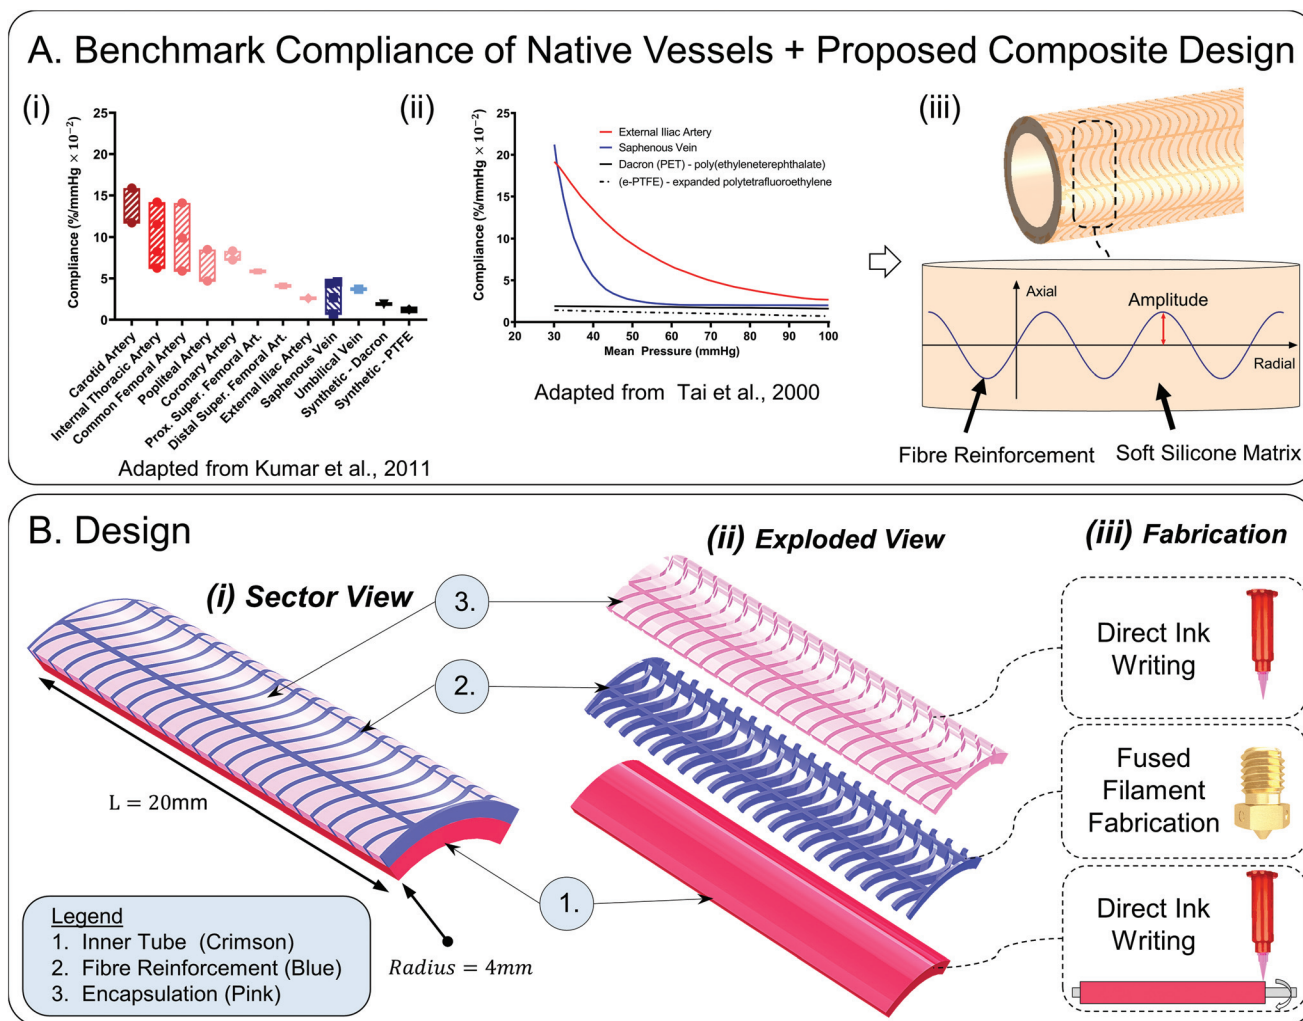 A. Benchmark Compliance of Native Vessels + Proposed Composite Design
(i)
Compliance (%/mmHg × 10⁻²)
25
20
15
10
5
0
Carotid Artery
Internal Thoracic Artery
Common Femoral Artery
Popliteal Artery
Coronary Artery
Prox. Super. Femoral Art.
Distal Super. Femoral Art.
External Iliac Artery
Saphenous Vein
Umbilical Vein
Synthetic - Dacron
Synthetic - PTFE
Adapted from Kumar et al., 2011
(ii)
Compliance (%/mmHg × 10⁻²)
25
20
15
10
5
0
External Iliac Artery
Saphenous Vein
Dacron (PET) - poly(ethyleneterephthalate)
(e-PTFE) - expanded polytetrafluoroethylene
20 30 40 50 60 70 80 90 100
Mean Pressure (mmHg)
Adapted from Tai et al., 2000
(iii)
Axial
Amplitude
Radial
Fibre Reinforcement
Soft Silicone Matrix
B. Design
(i) Sector View
3.
2.
1.
L = 20mm
Radius = 4mm
Legend
1. Inner Tube (Crimson)
2. Fibre Reinforcement (Blue)
3. Encapsulation (Pink)
(ii) Exploded View
(iii) Fabrication
Direct Ink
Writing
Fused
Filament
Fabrication
Direct Ink
Writing